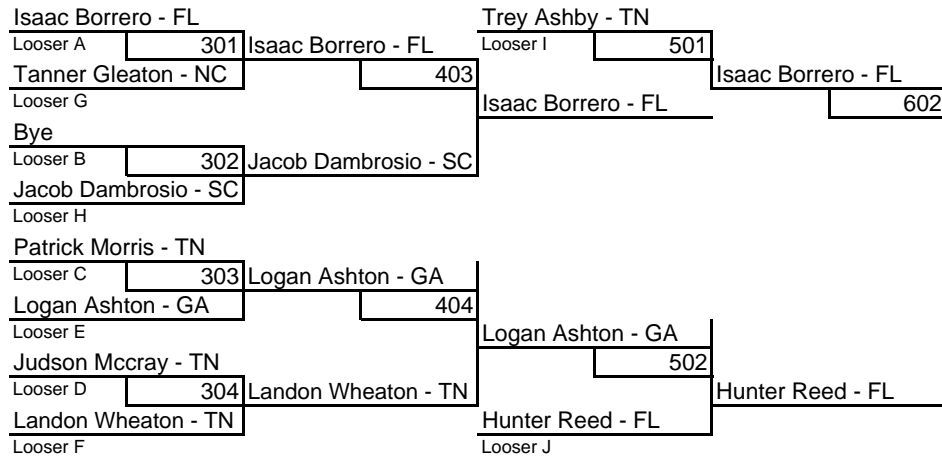 Isaac Borrero - FL
Trey Ashby - TN
Looser A 301 Isaac Borrero - FL
Looser I 501
Tanner Gleaton - NC 403
Isaac Borrero - FL
Looser G
Isaac Borrero - FL 602
Bye
Looser B 302 Jacob Dambrosio - SC
Jacob Dambrosio - SC
Looser H
Patrick Morris - TN
Looser C 303 Logan Ashton - GA
Logan Ashton - GA 404
Looser E
Logan Ashton - GA
Judson Mccray - TN 502
Looser D 304 Landon Wheaton - TN
Hunter Reed - FL
Landon Wheaton - TN
Hunter Reed - FL
Looser F
Looser J